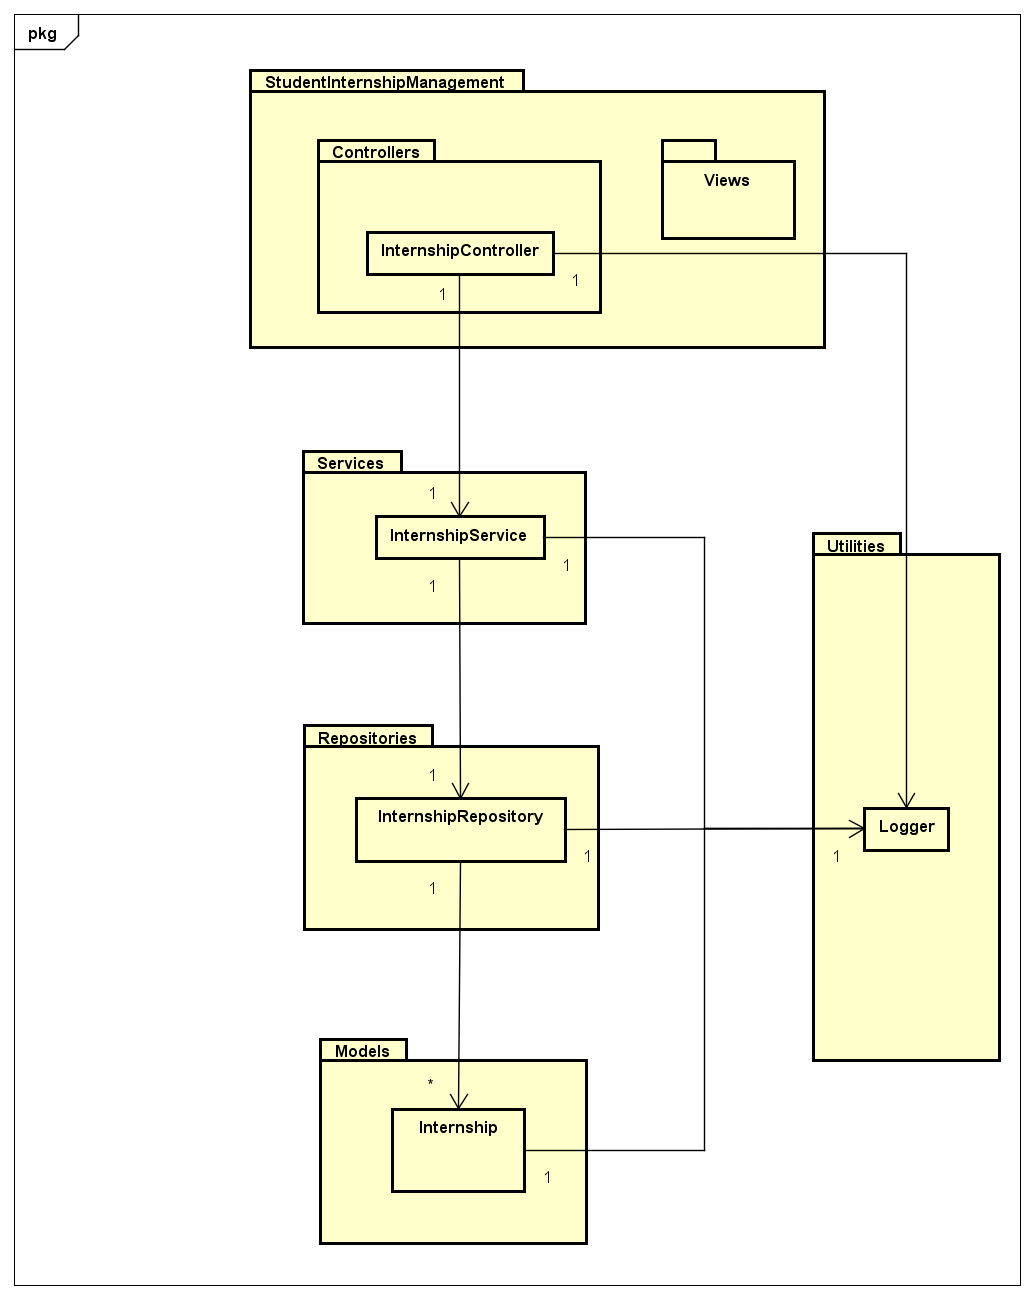 pkg
StudentInternshipManagement
Controllers
Views
InternshipController
1
1
Services
1
InternshipService
1
1
Utilities
Repositories
1
InternshipRepository
Logger
1
1
1
Models
*
Internship
1